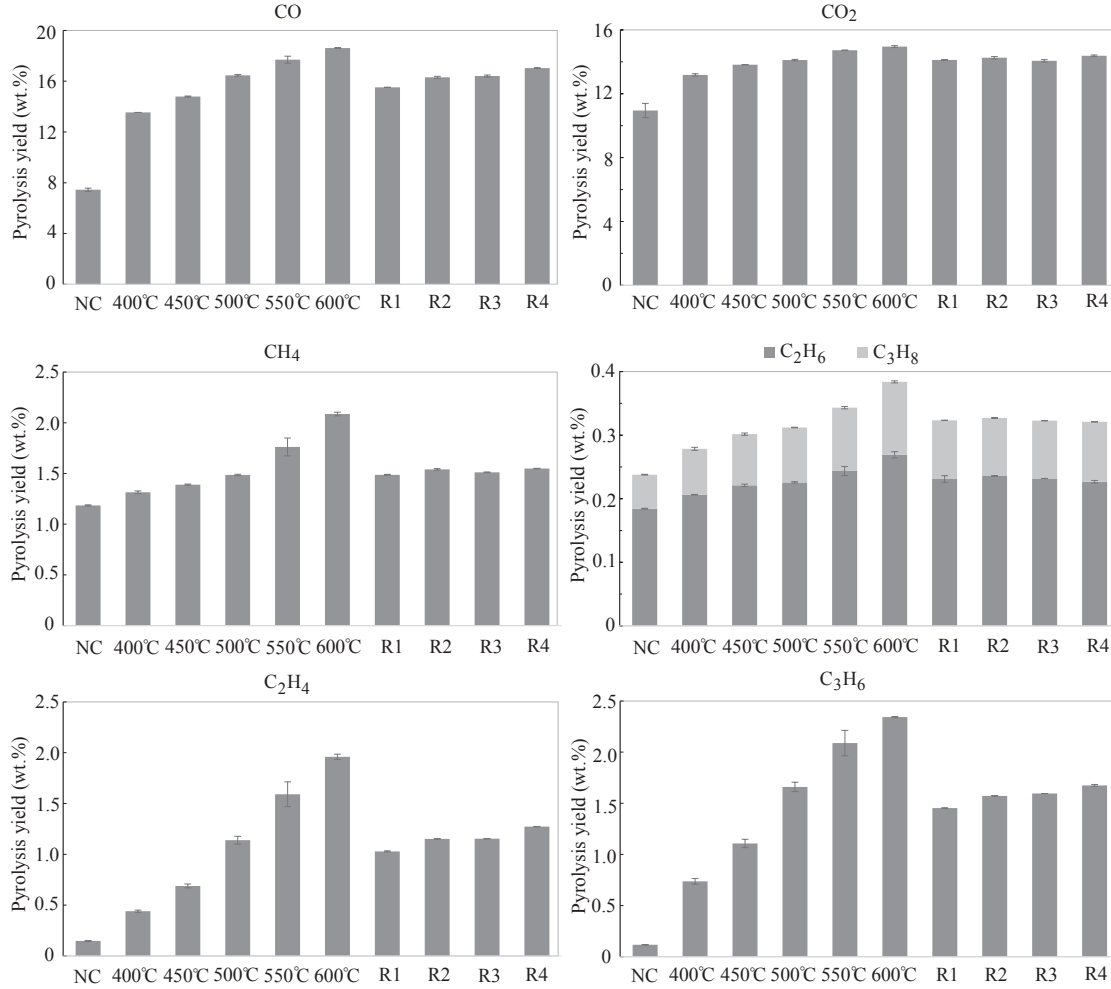 CO
Pyrolysis yield (wt.%)
20
16
12
8
4
0
NC 400℃ 450℃ 500℃ 550℃ 600℃ R1 R2 R3 R4
CO₂
Pyrolysis yield (wt.%)
16
12
8
4
0
NC 400℃ 450℃ 500℃ 550℃ 600℃ R1 R2 R3 R4
CH₄
Pyrolysis yield (wt.%)
2.5
2.0
1.5
1.0
0.5
0
NC 400℃ 450℃ 500℃ 550℃ 600℃ R1 R2 R3 R4
C₂H₆ C₃H₈
Pyrolysis yield (wt.%)
0.4
0.3
0.2
0.1
0
NC 400℃ 450℃ 500℃ 550℃ 600℃ R1 R2 R3 R4
C₂H₄
Pyrolysis yield (wt.%)
2.5
2.0
1.5
1.0
0.5
0
NC 400℃ 450℃ 500℃ 550℃ 600℃ R1 R2 R3 R4
C₃H₆
Pyrolysis yield (wt.%)
2.5
2.0
1.5
1.0
0.5
0
NC 400℃ 450℃ 500℃ 550℃ 600℃ R1 R2 R3 R4